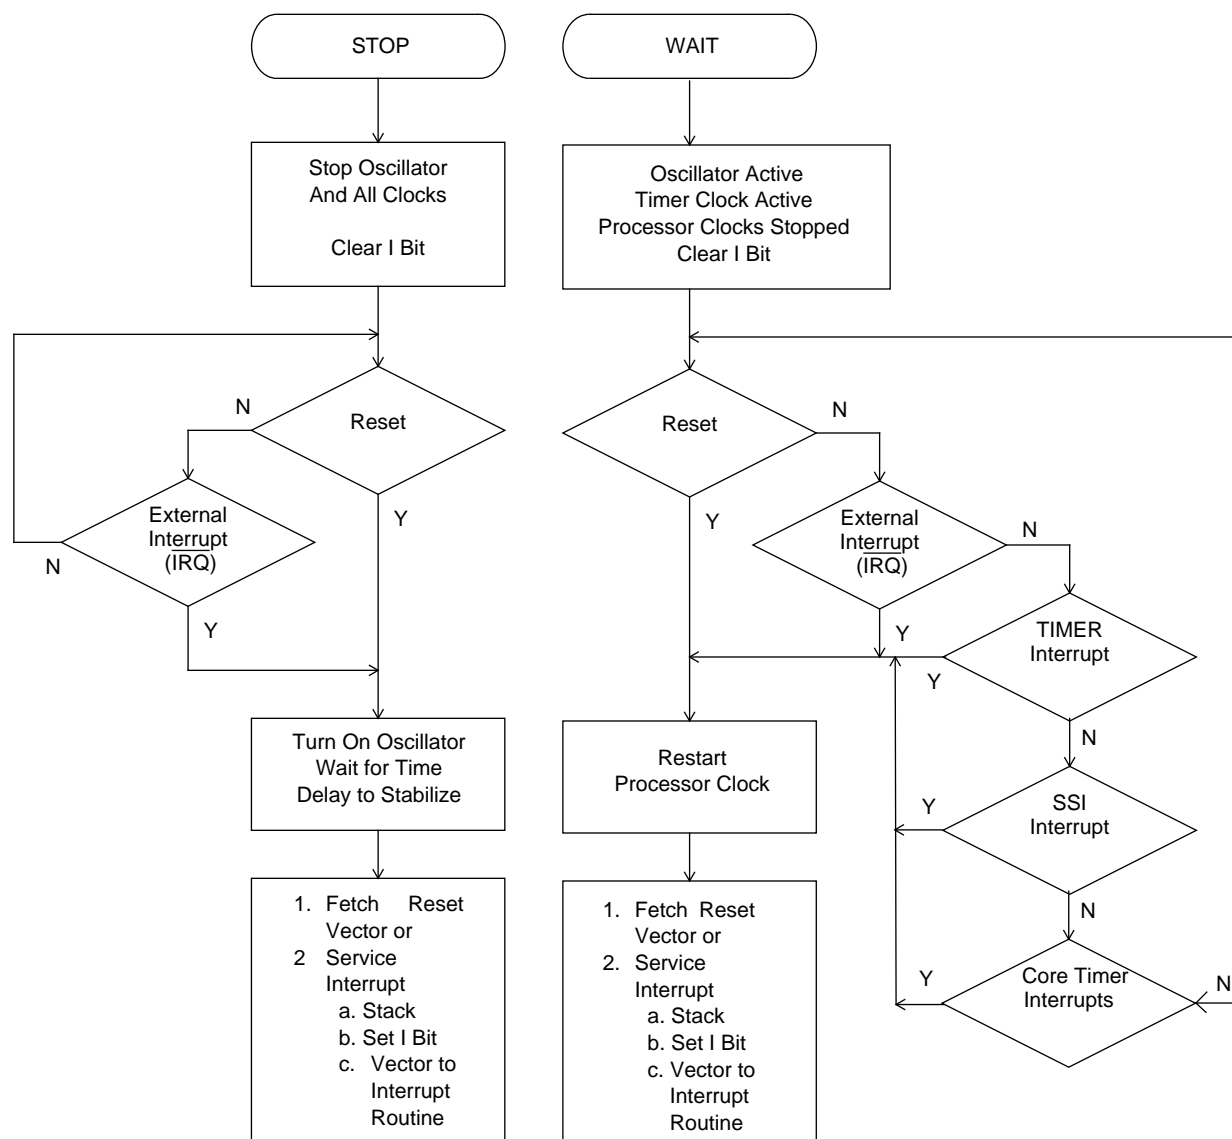 STOP
Stop Oscillator
And All Clocks
Clear I Bit
Reset
N
Y
External
Interrupt
(IRQ)
N
Y
Turn On Oscillator
Wait for Time
Delay to Stabilize
1. Fetch Reset
Vector or
2 Service
Interrupt
a. Stack
b. Set I Bit
c. Vector to
Interrupt
Routine
WAIT
Oscillator Active
Timer Clock Active
Processor Clocks Stopped
Clear I Bit
Reset
N
Y
External
Interrupt
(IRQ)
N
Y
TIMER
Interrupt
Y
N
SSI
Interrupt
Y
N
Core Timer
Interrupts
Y
N
Restart
Processor Clock
1. Fetch Reset
Vector or
2. Service
Interrupt
a. Stack
b. Set I Bit
c. Vector to
Interrupt
Routine